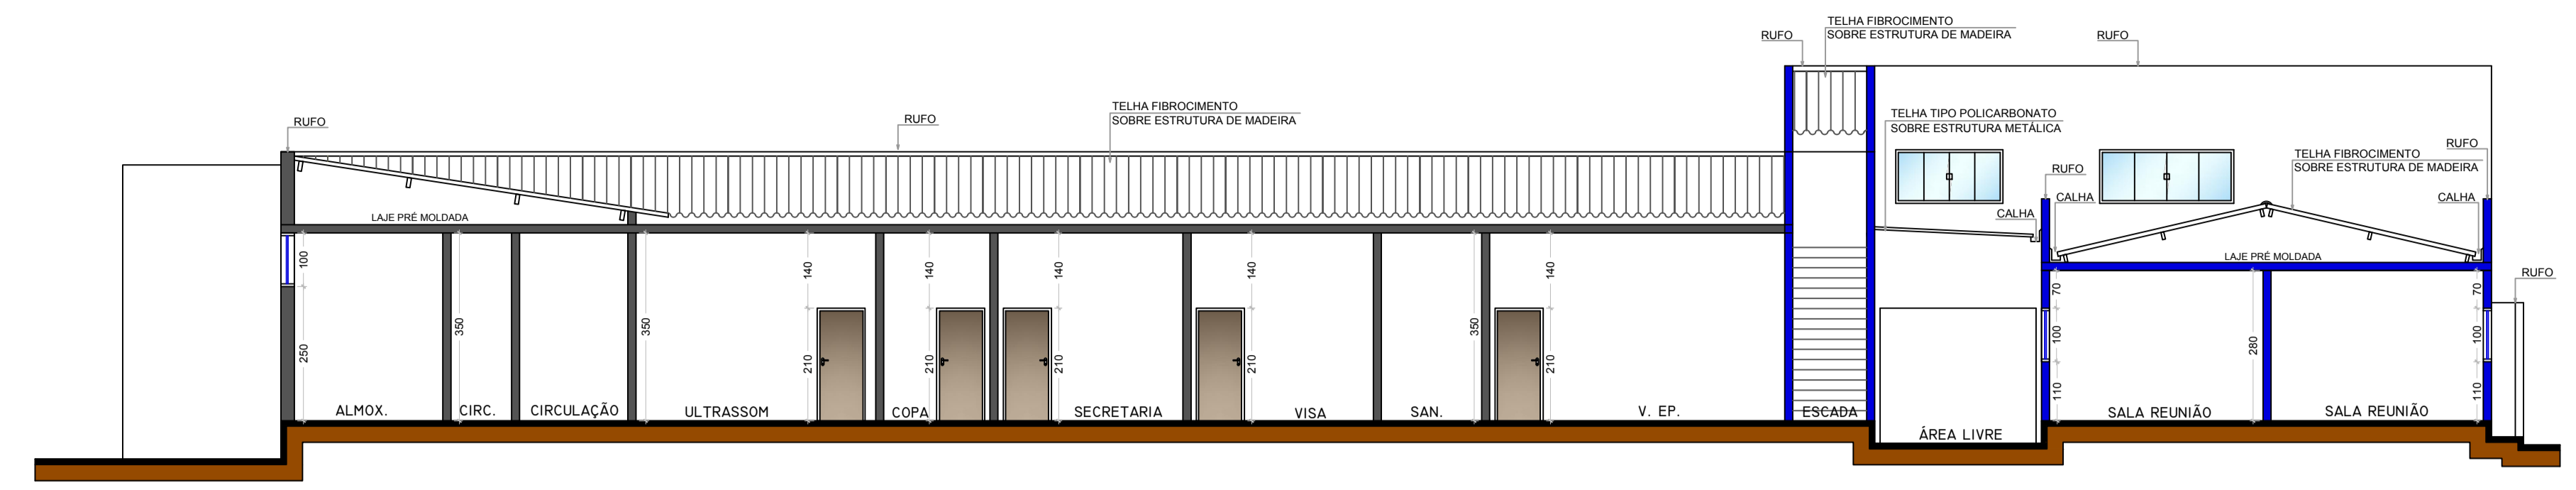 TELHA FIBROCIMENTO
SOBRE ESTRUTURA DE MADEIRA
RUFO
RUFO
TELHA FIBROCIMENTO
SOBRE ESTRUTURA DE MADEIRA
RUFO
RUFO
TELHA TIPO POLICARBONATO
SOBRE ESTRUTURA METÁLICA
RUFO
TELHA FIBROCIMENTO
SOBRE ESTRUTURA DE MADEIRA
RUFO
CALHA
CALHA
CALHA
LAJE PRÉ MOLDADA
LAJE PRÉ MOLDADA
RUFO
100
250
350
350
140
210
140
210
140
210
140
210
350
140
210
70
100
110
280
70
100
110
ALMOX.
CIRC.
CIRCULAÇÃO
ULTRASSOM
COPA
SECRETARIA
VISA
SAN.
V. EP.
ESCADA
ÁREA LIVRE
SALA REUNIÃO
SALA REUNIÃO